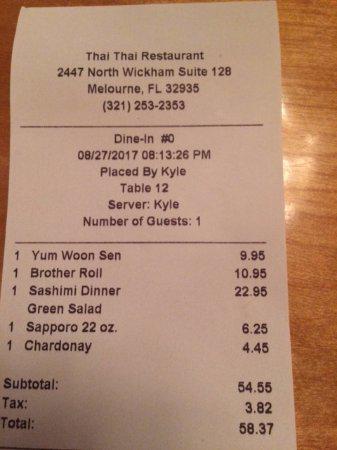 Thai Thai Restaurant
2447 North Wickham Suite 128
Melourne, FL 32935
(321) 253-2353
Dine-In #0
08/27/2017 08:13:26 PM
Placed By Kyle
Table 12
Server: Kyle
Number of Guests: 1
1 Yum Woon Sen 9.95
1 Brother Roll 10.95
1 Sashimi Dinner 22.95
Green Salad
1 Sapporo 22 oz. 6.25
1 Chardonay 4.45
Subtotal: 54.55
Tax: 3.82
Total: 58.37